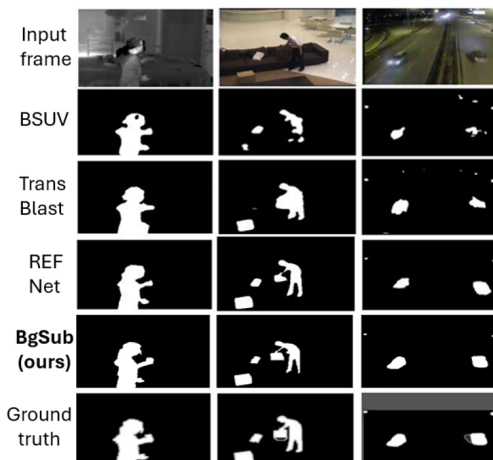 Input
frame
BSUV
Trans
Blast
REF
Net
BgSub
(ours)
Ground
truth